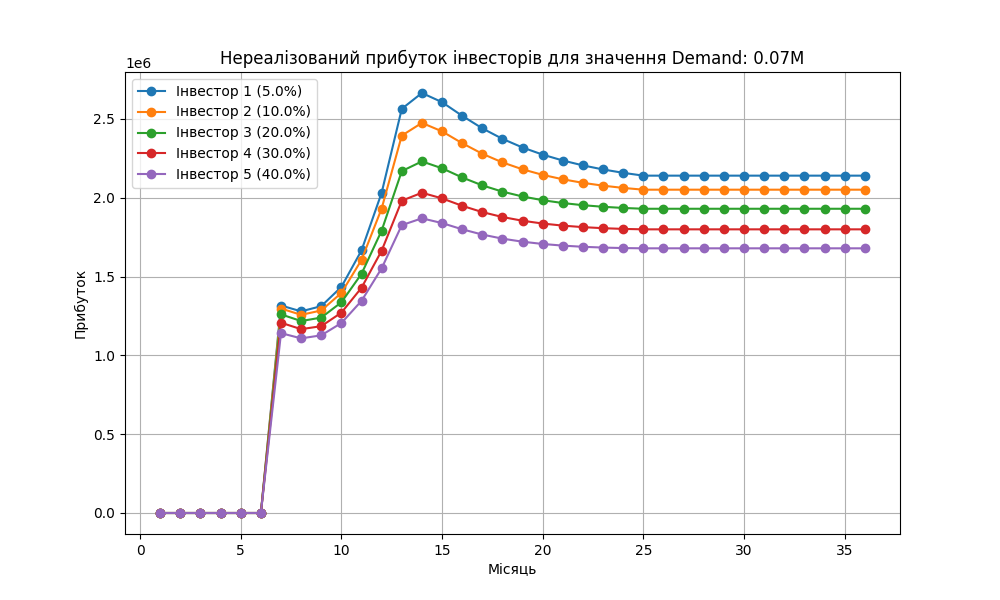 Нереалізований прибуток інвесторів для значення Demand: 0.07M
1e6
Інвестор 1 (5.0%)
Інвестор 2 (10.0%)
Інвестор 3 (20.0%)
Інвестор 4 (30.0%)
Інвестор 5 (40.0%)
2.5
2.0
1.5
1.0
0.5
0.0
Прибуток
0 5 10 15 20 25 30 35
Місяць